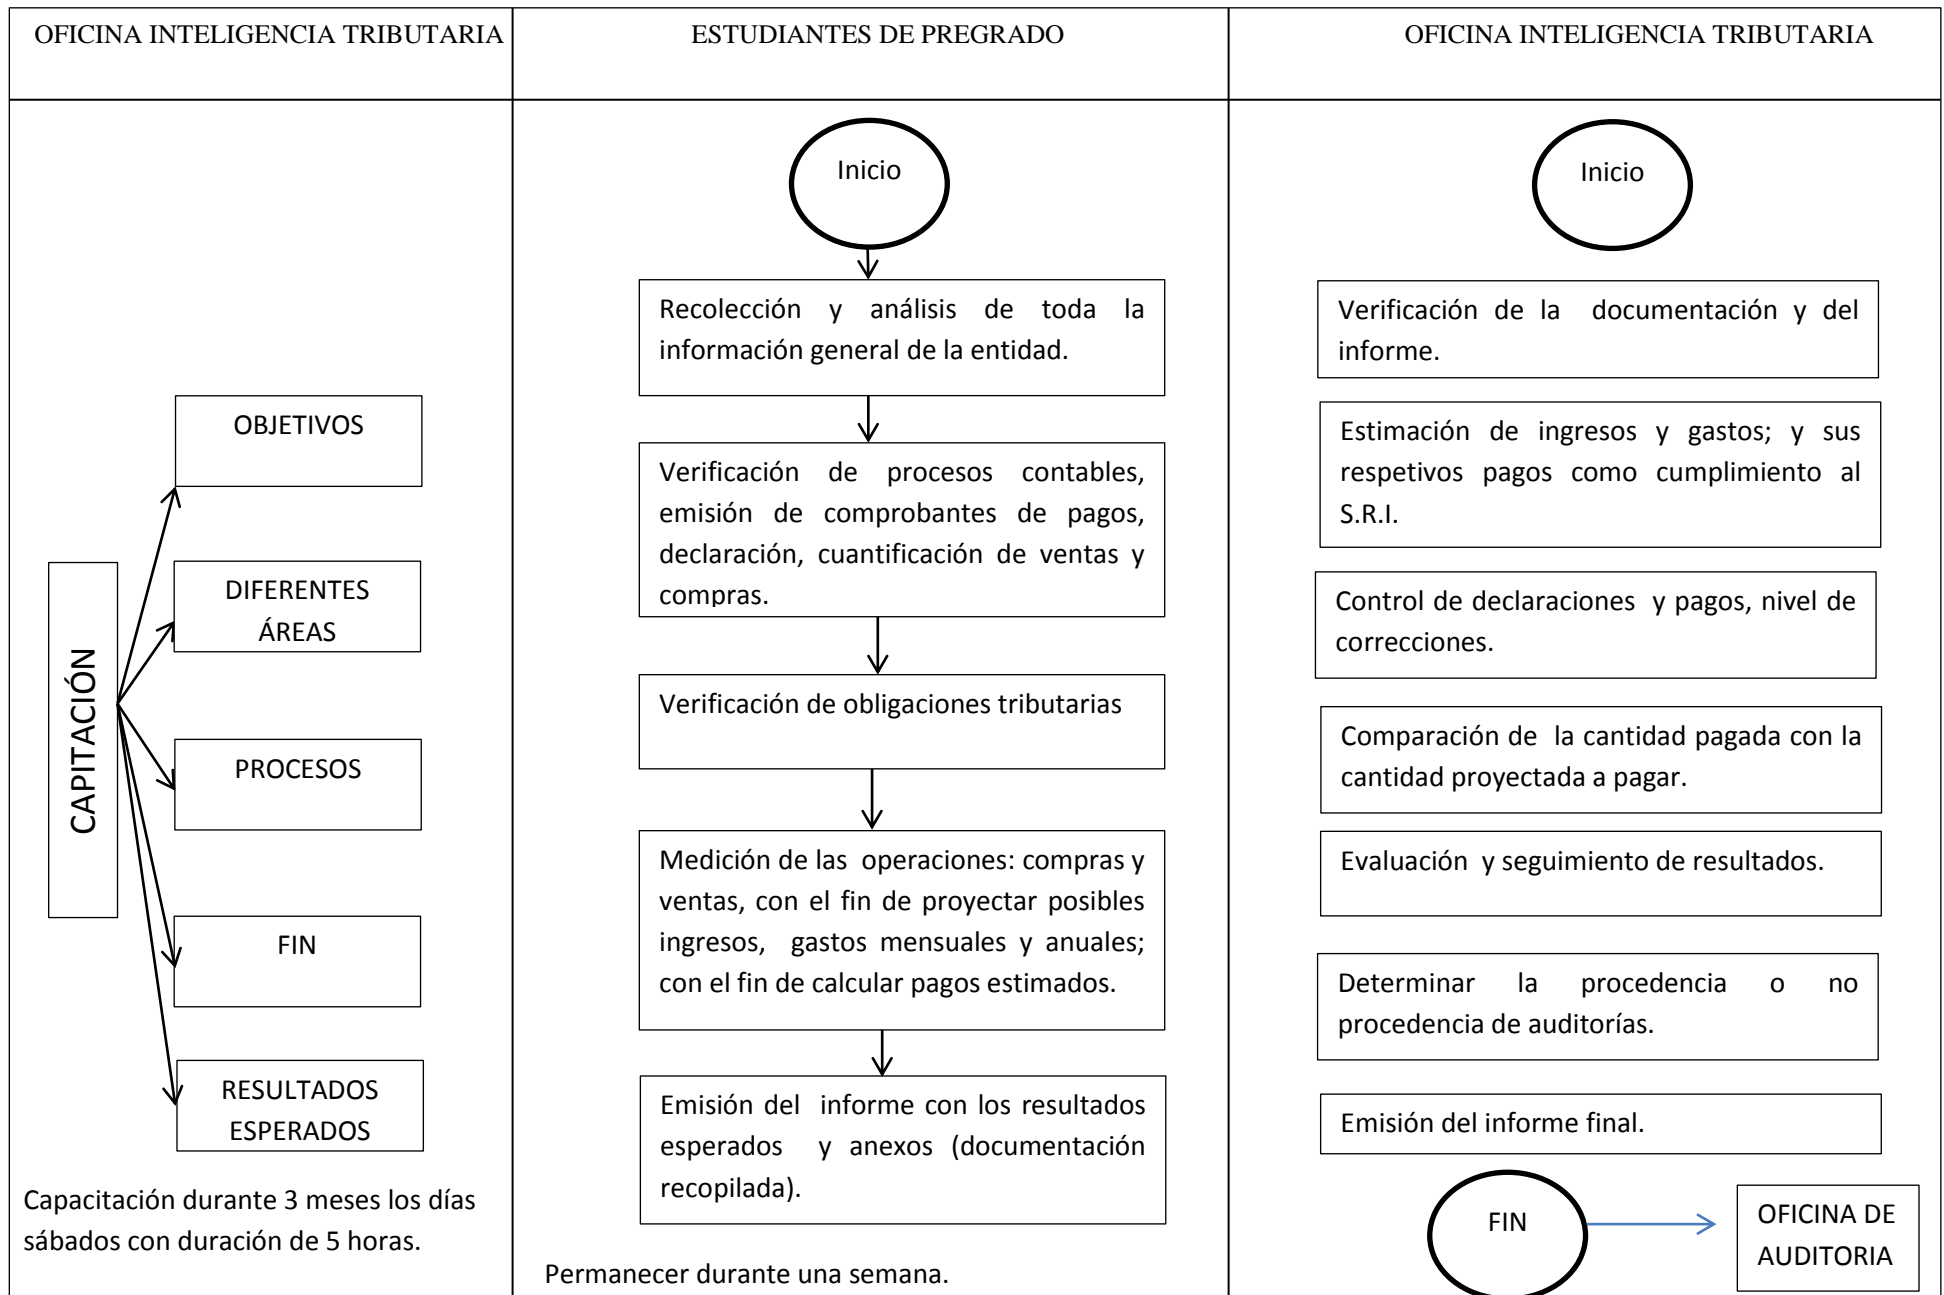 OFICINA INTELIGENCIA TRIBUTARIA
ESTUDIANTES DE PREGRADO
OFICINA INTELIGENCIA TRIBUTARIA
CAPITACIÓN
OBJETIVOS
DIFERENTES
ÁREAS
PROCESOS
FIN
RESULTADOS
ESPERADOS
Capacitación durante 3 meses los días
sábados con duración de 5 horas.
Inicio
Recolección y análisis de toda la
información general de la entidad.
Verificación de procesos contables,
emisión de comprobantes de pagos,
declaración, cuantificación de ventas y
compras.
Verificación de obligaciones tributarias
Medición de las operaciones: compras y
ventas, con el fin de proyectar posibles
ingresos, gastos mensuales y anuales;
con el fin de calcular pagos estimados.
Emisión del informe con los resultados
esperados y anexos (documentación
recopilada).
Permanecer durante una semana.
Inicio
Verificación de la documentación y del
informe.
Estimación de ingresos y gastos; y sus
respetivos pagos como cumplimiento al
S.R.I.
Control de declaraciones y pagos, nivel de
correcciones.
Comparación de la cantidad pagada con la
cantidad proyectada a pagar.
Evaluación y seguimiento de resultados.
Determinar la procedencia o no
procedencia de auditorías.
Emisión del informe final.
FIN
OFICINA DE
AUDITORIA